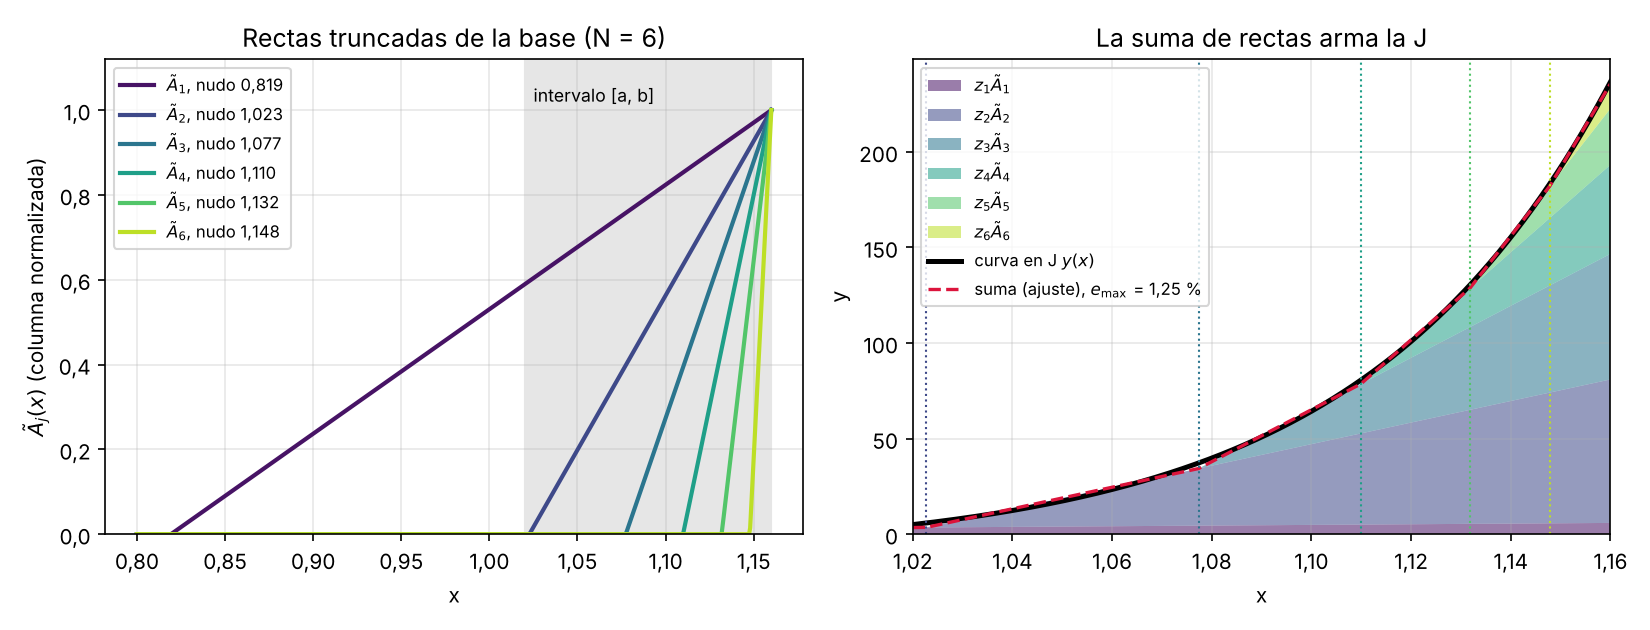 Rectas truncadas de la base (N = 6)
Ã₁, nudo 0,819
Ã₂, nudo 1,023
Ã₃, nudo 1,077
Ã₄, nudo 1,110
Ã₅, nudo 1,132
Ã₆, nudo 1,148
intervalo [a, b]
Ãⱼ(x) (columna normalizada)
1,0
0,8
0,6
0,4
0,2
0,0
0,80 0,85 0,90 0,95 1,00 1,05 1,10 1,15
x
La suma de rectas arma la J
z₁Ã₁
z₂Ã₂
z₃Ã₃
z₄Ã₄
z₅Ã₅
z₆Ã₆
curva en J y(x)
suma (ajuste), eₘₐₓ = 1,25 %
y
200
150
100
50
0
1,02 1,04 1,06 1,08 1,10 1,12 1,14 1,16
x